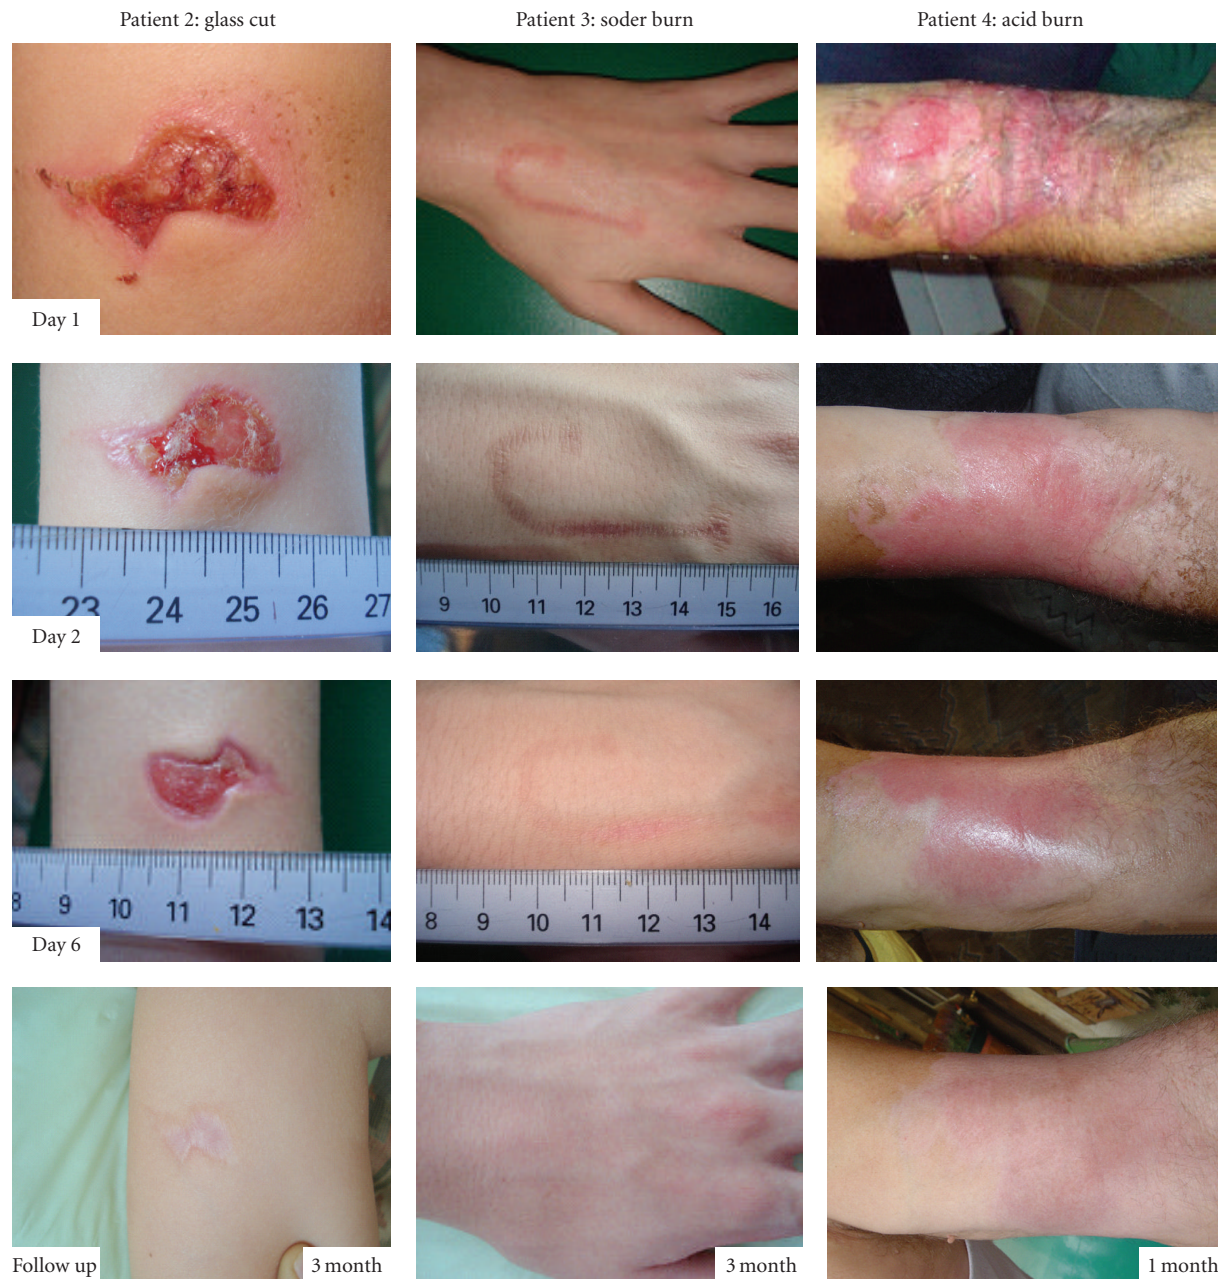 Patient 2: glass cut
Patient 3: soder burn
Patient 4: acid burn
Day 1
23 24 25 26 27
Day 2
9 10 11 12 13 14 15 16
8 9 10 11 12 13 14
Day 6
8 9 10 11 12 13 14
Follow up
3 month
3 month
1 month